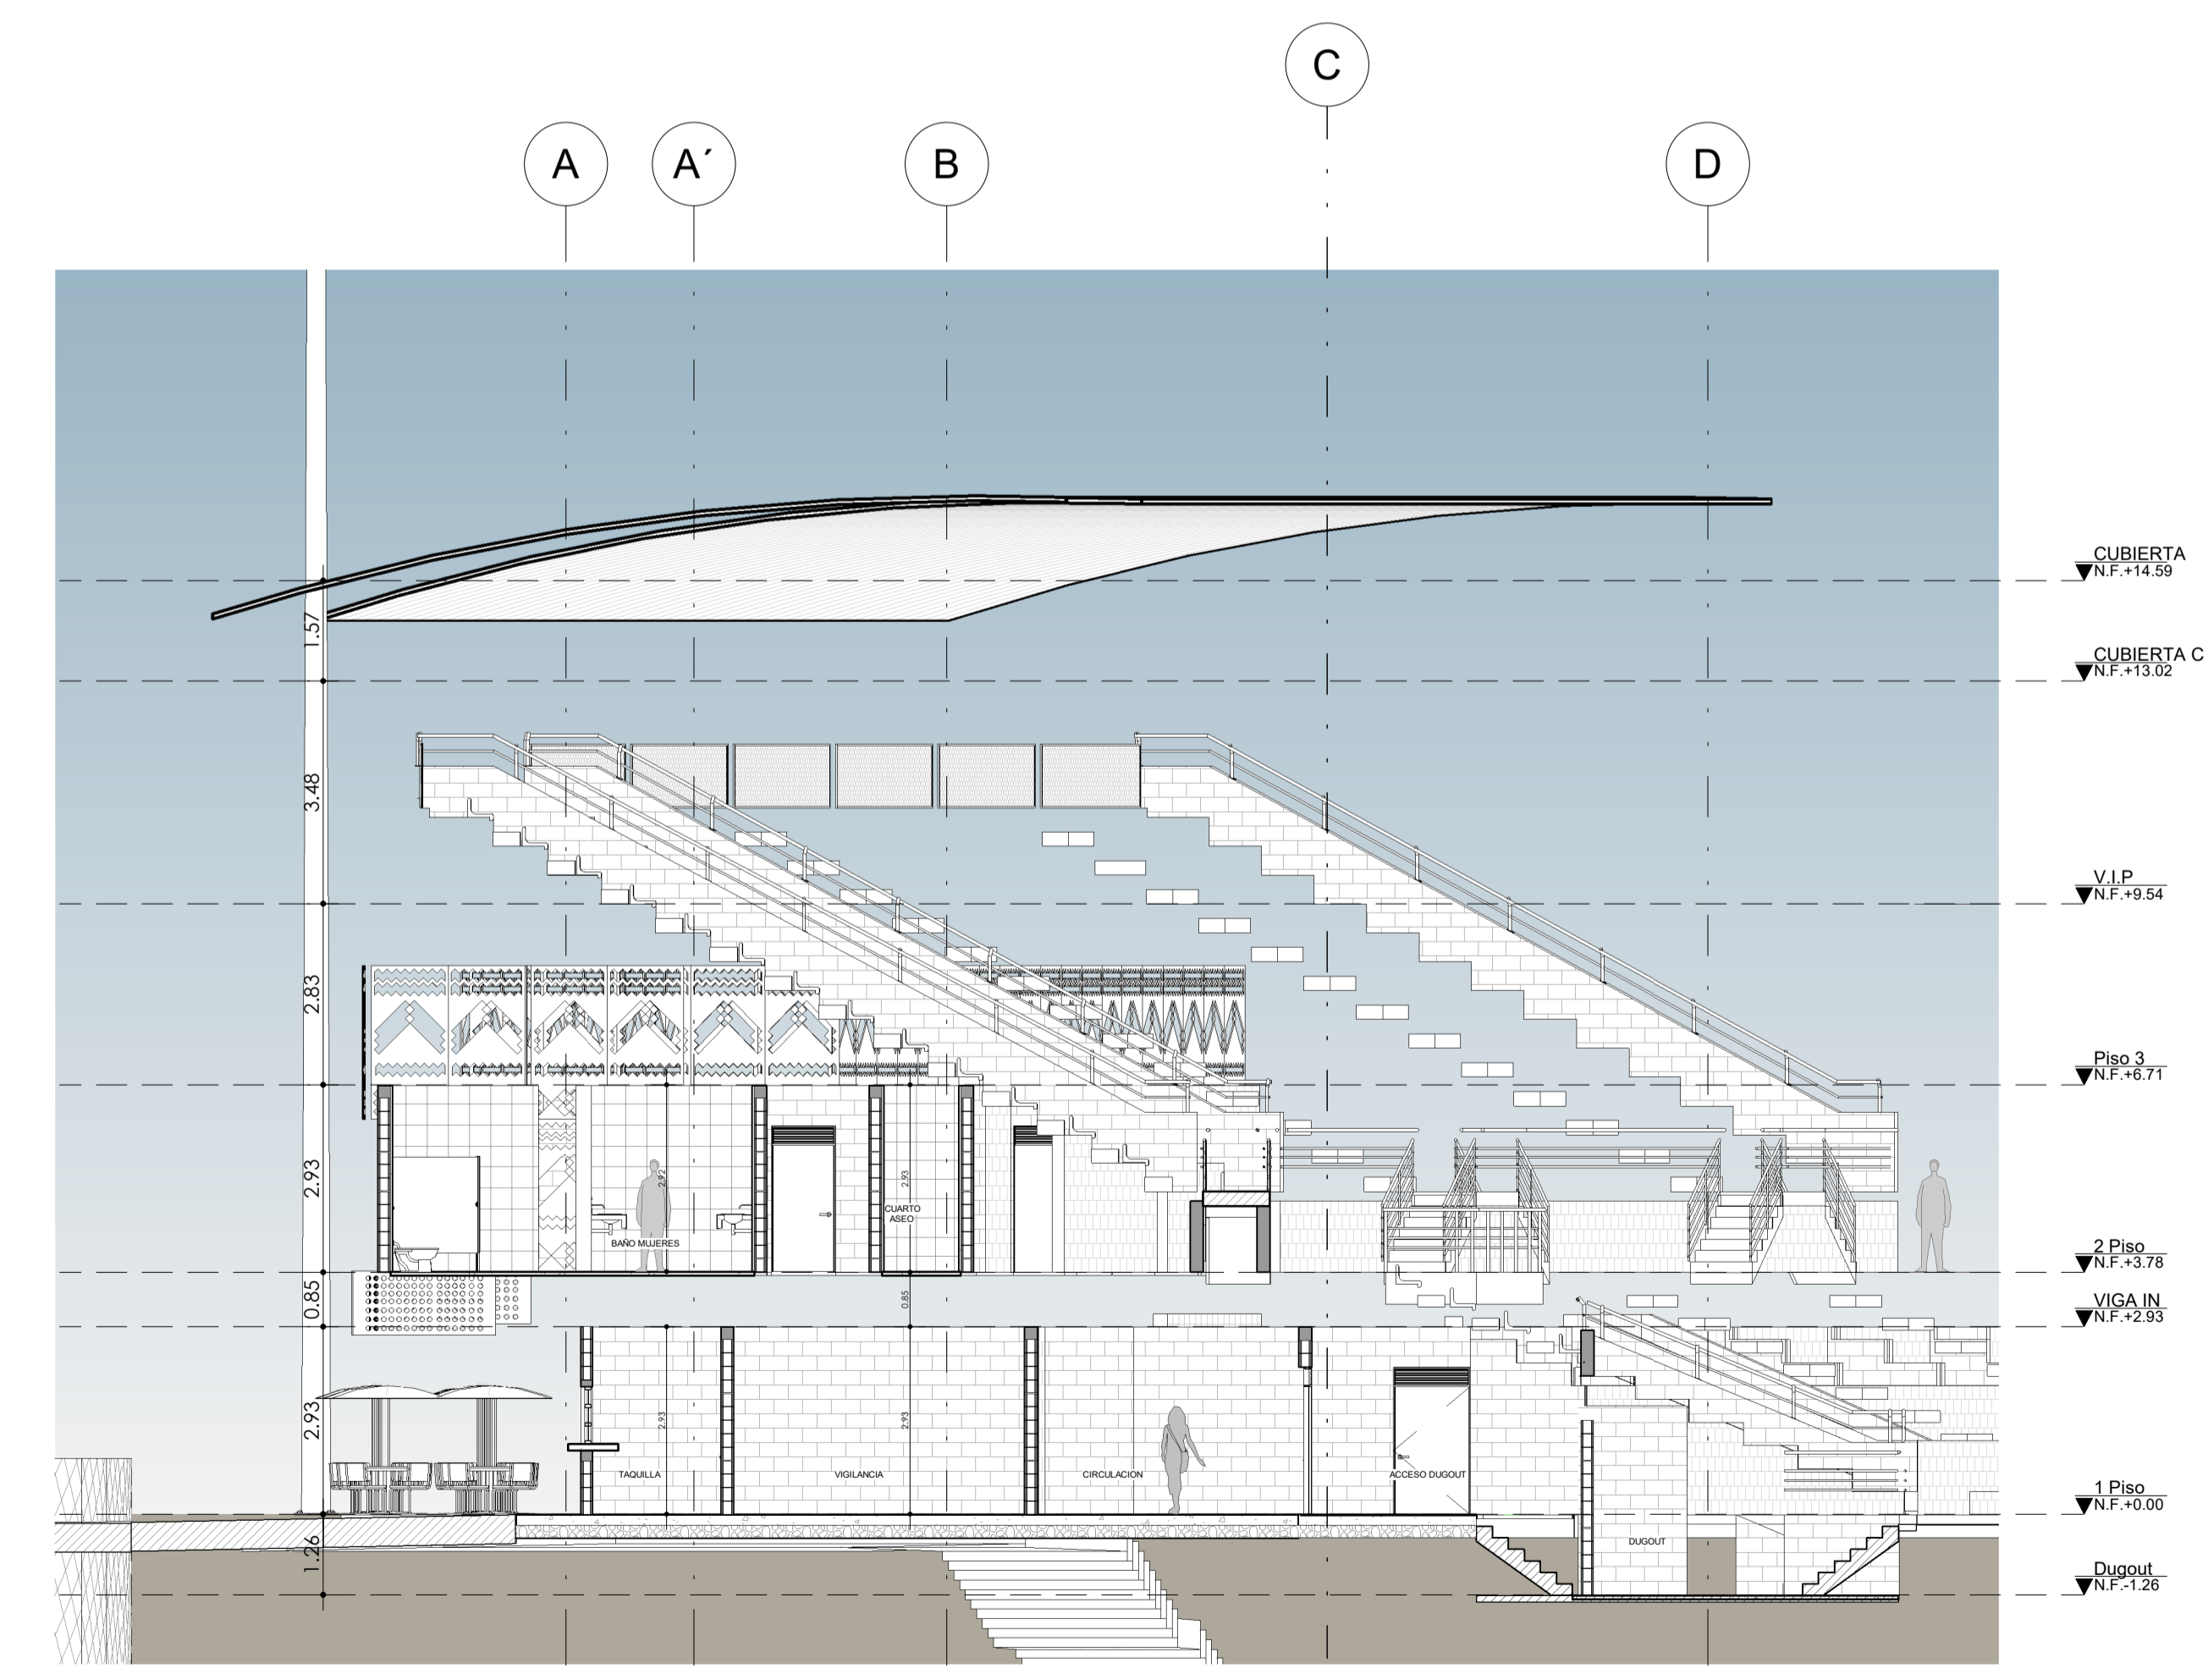 C
A
A´
B
D
CUBIERTA
N.F.+14.59
1.57
CUBIERTA C
N.F.+13.02
3.48
V.I.P
N.F.+9.54
2.83
Piso 3
N.F.+6.71
2.93
2.92
2.93
CUARTO
ASEO
BAÑO MUJERES
2 Piso
N.F.+3.78
0.85
0.85
VIGA IN
N.F.+2.93
2.93
2.93
2.93
TAQUILLA
VIGILANCIA
CIRCULACION
ACCESO DUGOUT
1 Piso
N.F.+0.00
1.26
DUGOUT
Dugout
N.F.-1.26